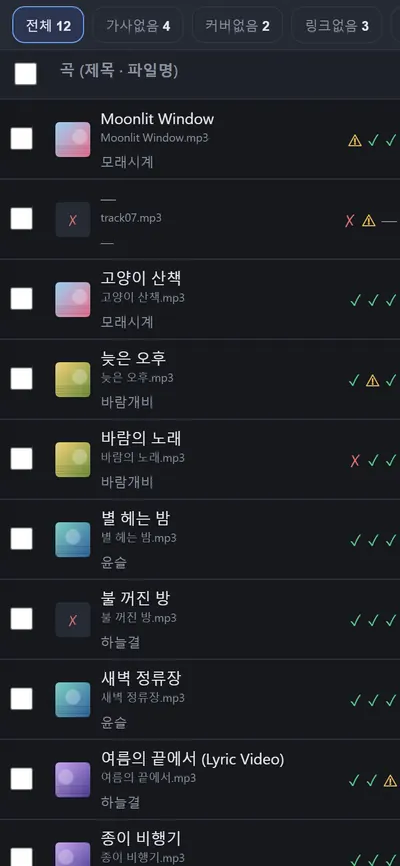 전체 12 가사없음 4 커버없음 2 링크없음 3
곡 (제목 · 파일명)
Moonlit Window
Moonlit Window.mp3
모래시계
⚠ ✓ ✓
—
✗ track07.mp3
—
✗ ⚠ —
고양이 산책
고양이 산책.mp3
모래시계
✓ ✓ ✓
늦은 오후
늦은 오후.mp3
바람개비
✓ ⚠ ✓
바람의 노래
바람의 노래.mp3
바람개비
✗ ✓ ✓
별 헤는 밤
별 헤는 밤.mp3
윤슬
✓ ✓ ✓
불 꺼진 방
✗ 불 꺼진 방.mp3
하늘결
✓ ✓ ✓
새벽 정류장
새벽 정류장.mp3
윤슬
✓ ✓ ✓
여름의 끝에서 (Lyric Video)
여름의 끝에서.mp3
하늘결
✓ ✓ ⚠
종이 비행기
종이 비행기.mp3
✓ ✓ ✓